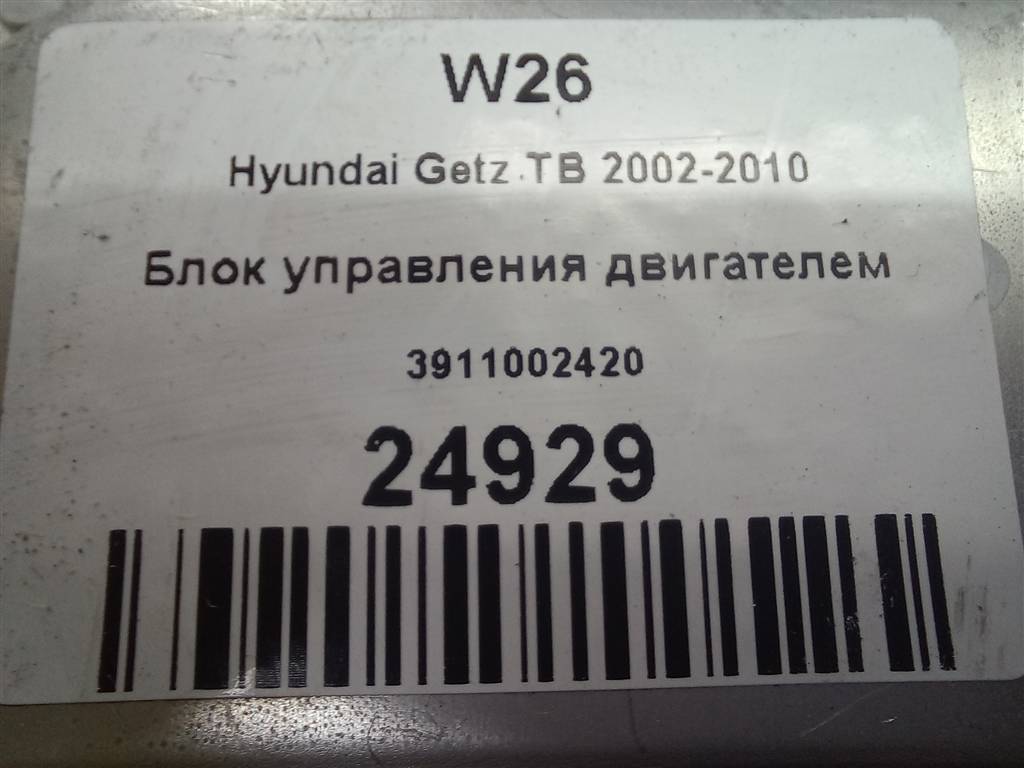 W26
Hyundai Getz TB 2002-2010
Блок управления двигателем
3911002420
24929